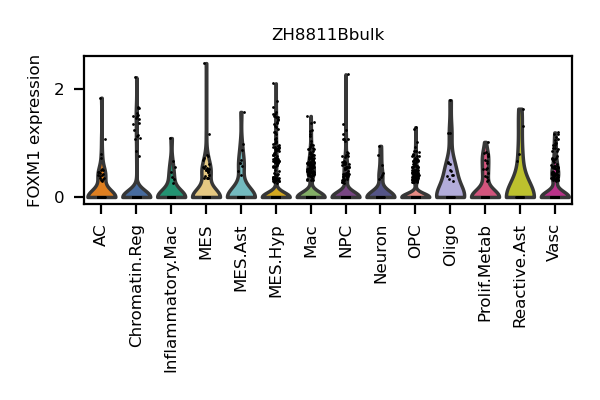 ZH8811Bbulk
FOXM1 expression
2
0
AC
Chromatin.Reg
Inflammatory.Mac
MES
MES.Ast
MES.Hyp
Mac
NPC
Neuron
OPC
Oligo
Prolif.Metab
Reactive.Ast
Vasc